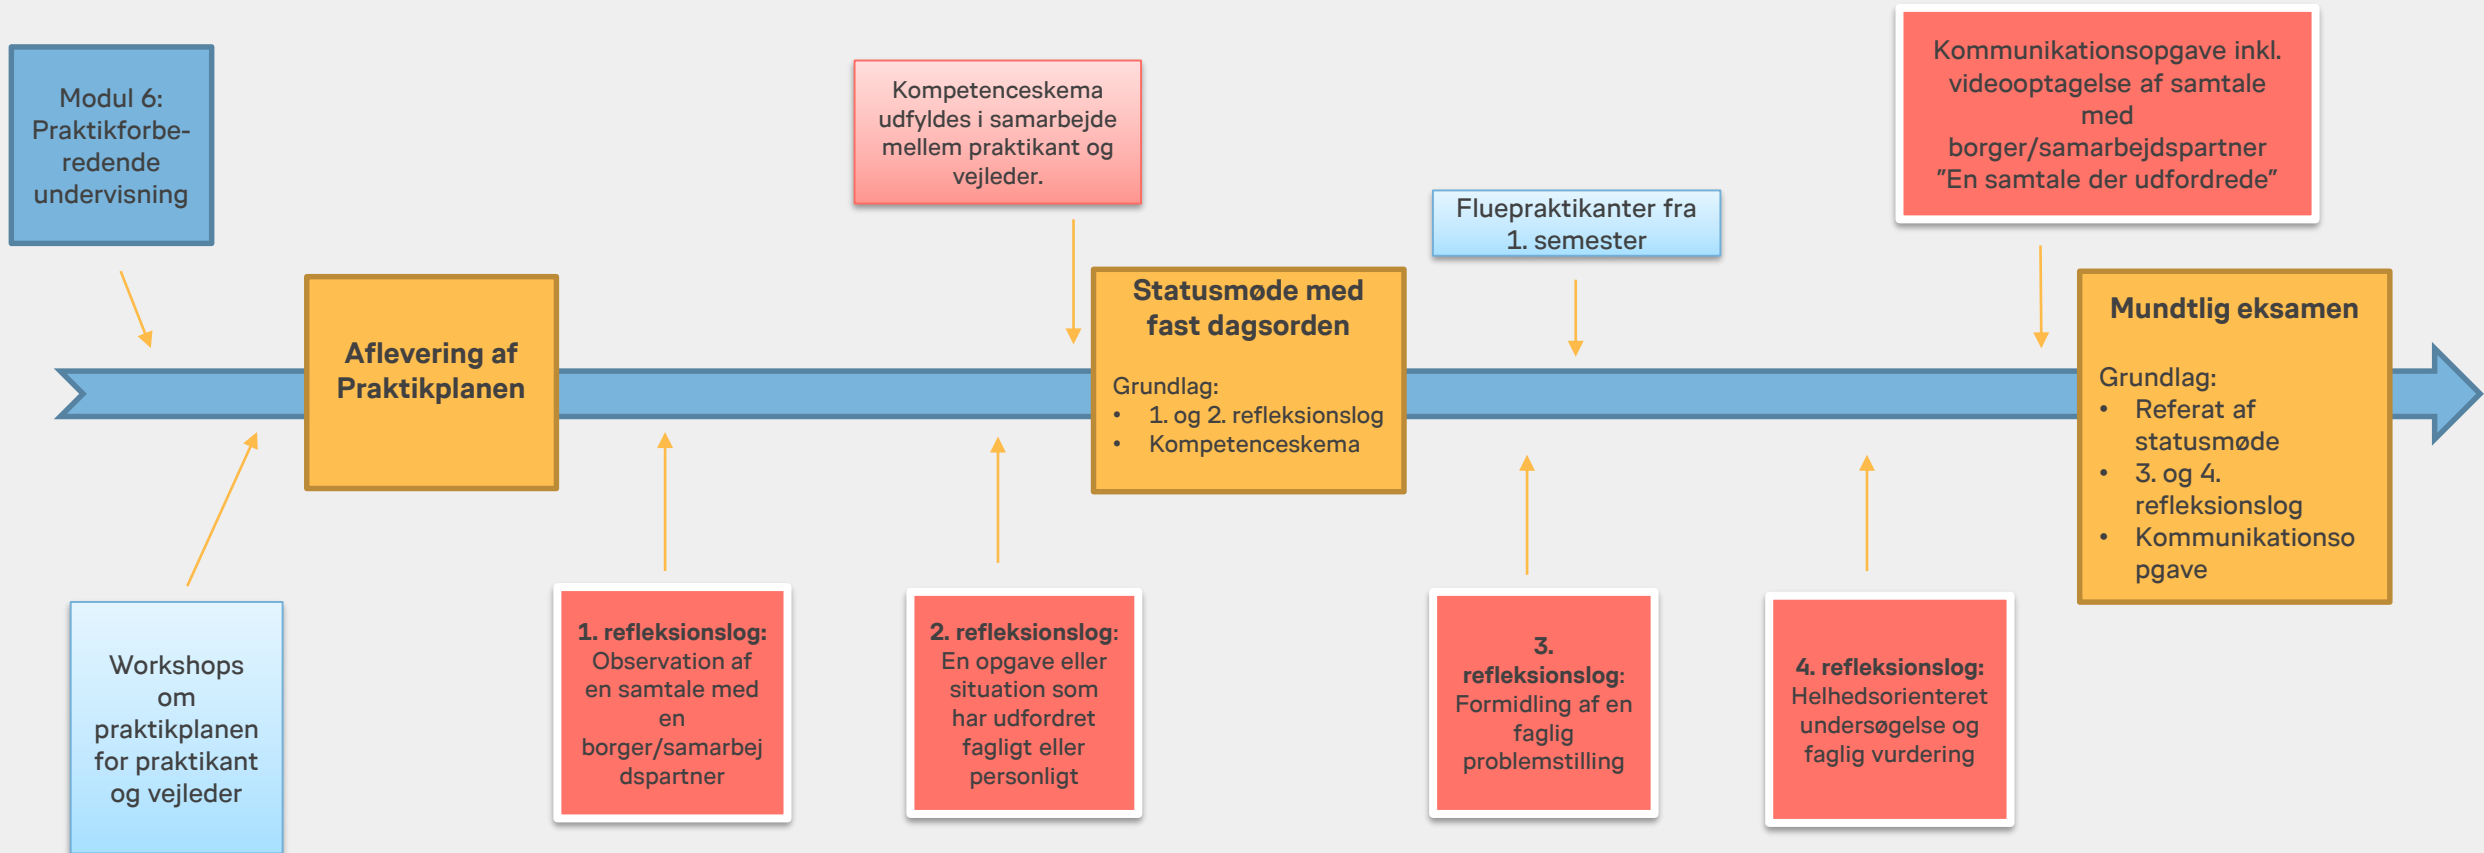 Modul 6:
Praktikforbe-
redende
undervisning
Kompetenceskema
udfyldes i samarbejde
mellem praktikant og
vejleder.
Fluepraktikanter fra
1. semester
Kommunikationsopgave inkl.
videooptagelse af samtale
med
borger/samarbejdspartner
”En samtale der udfordrede”
Aflevering af
Praktikplanen
Statusmøde med
fast dagsorden
Grundlag:
• 1. og 2. refleksionslog
• Kompetenceskema
Mundtlig eksamen
Grundlag:
• Referat af
statusmøde
• 3. og 4.
refleksionslog
• Kommunikationso
pgave
Workshops
om
praktikplanen
for praktikant
og vejleder
1. refleksionslog:
Observation af
en samtale med
en
borger/samarbej
dspartner
2. refleksionslog:
En opgave eller
situation som
har udfordret
fagligt eller
personligt
3.
refleksionslog:
Formidling af en
faglig
problemstilling
4. refleksionslog:
Helhedsorienteret
undersøgelse og
faglig vurdering